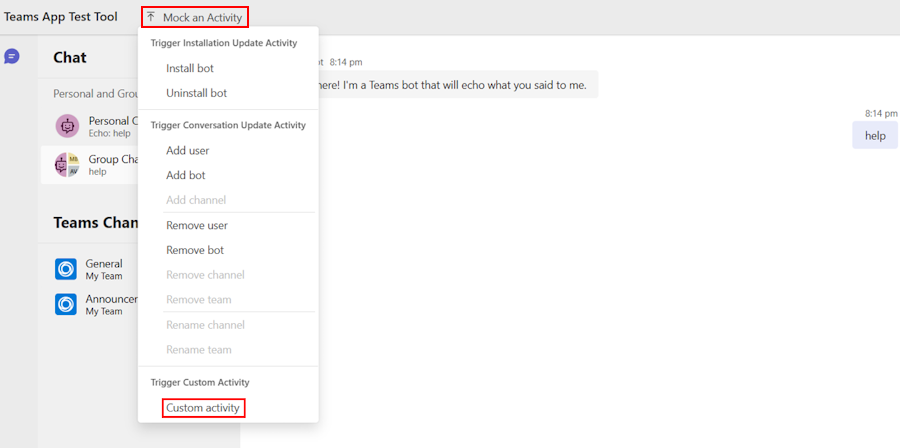 Teams App Test Tool
Mock an Activity
Chat
Personal and Grou
Personal C
Echo: help
Group Cha
help
MB
AV
Teams Chan
General
My Team
Announcer
My Team
Trigger Installation Update Activity
Install bot
Uninstall bot
Trigger Conversation Update Activity
Add user
Add bot
Add channel
Remove user
Remove bot
Remove channel
Remove team
Rename channel
Rename team
Trigger Custom Activity
Custom activity
ot 8:14 pm
here! I'm a Teams bot that will echo what you said to me.
8:14 pm
help